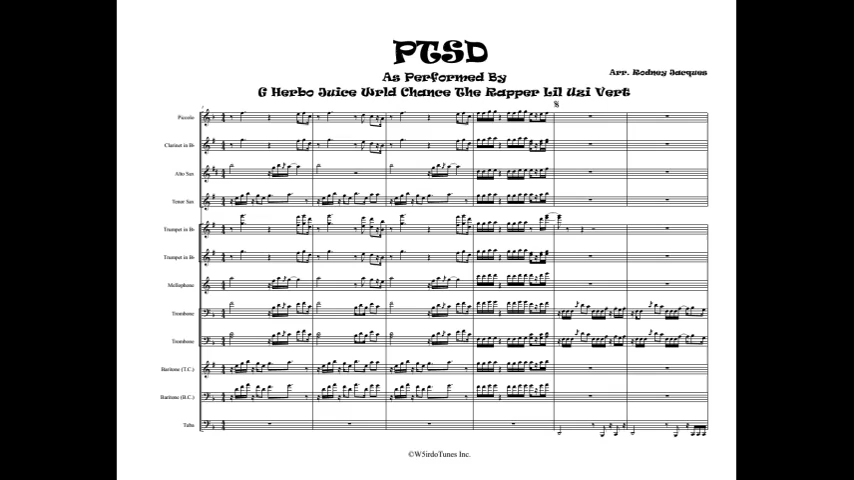 PTSD
As Performed By
G Herbo Juice Wrld Chance The Rapper Lil Uzi Vert
Arr. Rodney Jacques
Piccolo
Clarinet in B♭
Alto Sax
Tenor Sax
Trumpet in B♭
Trumpet in B♭
Mellophone
Trombone
Trombone
Baritone (T.C.)
Baritone (B.C.)
Tuba
©W5irdoTunes Inc.